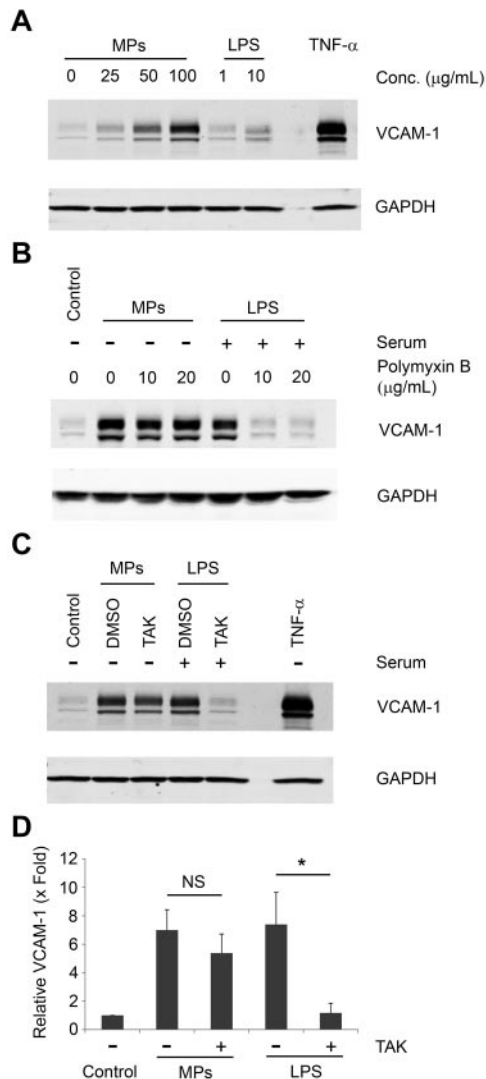 A
MPs LPS TNF-α
0 25 50 100 1 10 Conc. (μg/mL)
VCAM-1
GAPDH
B
Control MPs LPS
– – – – + + + Serum
0 0 10 20 0 10 20 Polymyxin B (μg/mL)
VCAM-1
GAPDH
C
MPs LPS
Control DMSO TAK DMSO TAK TNF-α
– – – + + – Serum
VCAM-1
GAPDH
D
Relative VCAM-1 (x Fold)
12
10
8
6
4
2
0
NS *
– – + – + TAK
Control MPs LPS